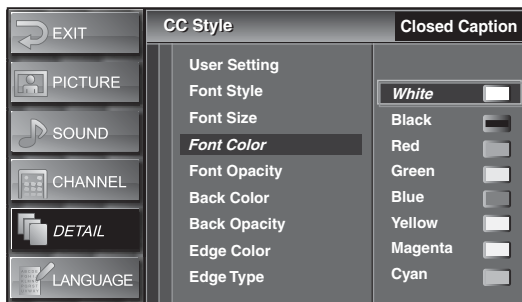 EXIT
PICTURE
SOUND
CHANNEL
DETAIL
LANGUAGE
CC Style
Closed Caption
User Setting
Font Style
Font Size
Font Color
Font Opacity
Back Color
Back Opacity
Edge Color
Edge Type
White
Black
Red
Green
Blue
Yellow
Magenta
Cyan